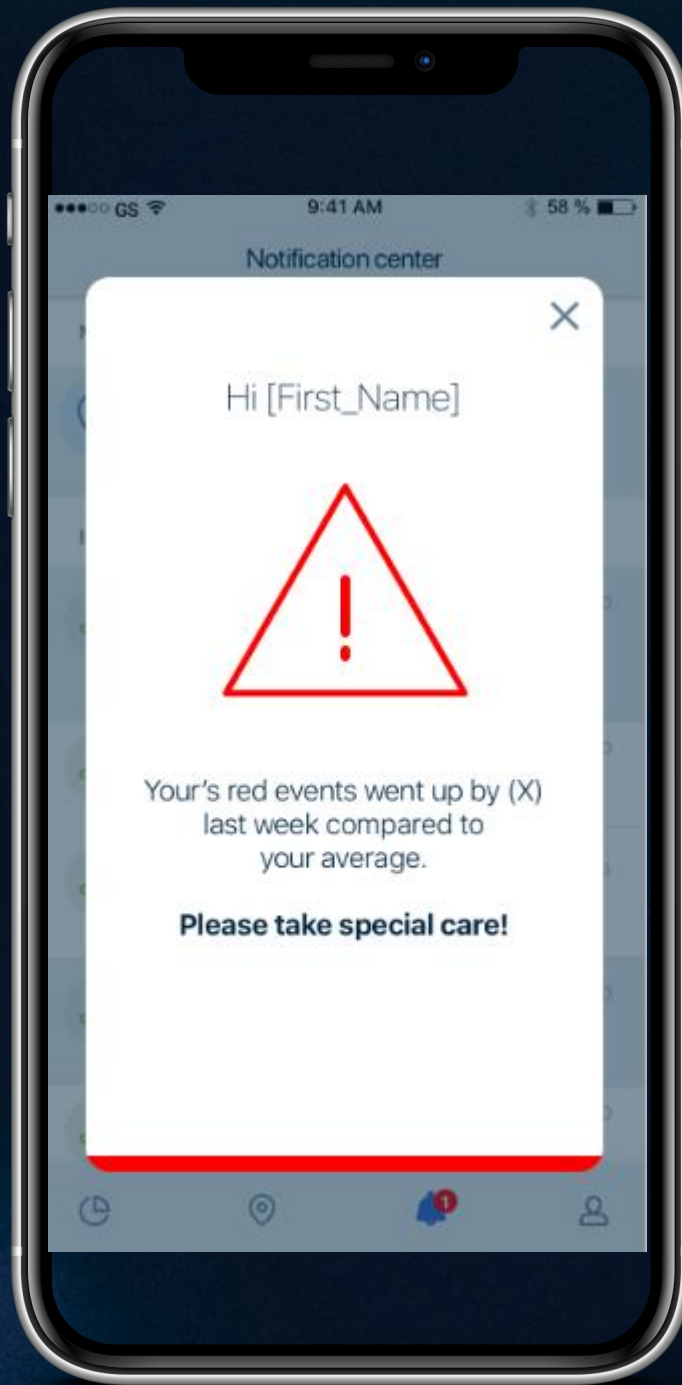 GS 9:41 AM 58 %
Notification center
Hi [First_Name]
!
Your's red events went up by (X)
last week compared to
your average.
Please take special care!
1